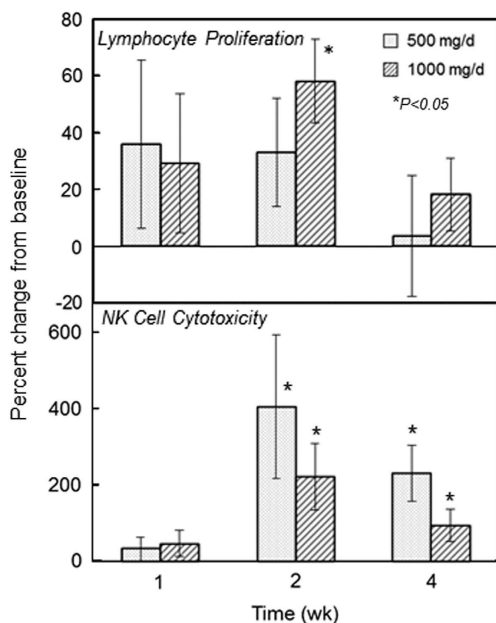 Lymphocyte Proliferation
500 mg/d
1000 mg/d
*P<0.05
*
80
60
40
20
0
-20
Percent change from baseline
NK Cell Cytotoxicity
600
400
200
0
*
*
*
*
1 2 4
Time (wk)